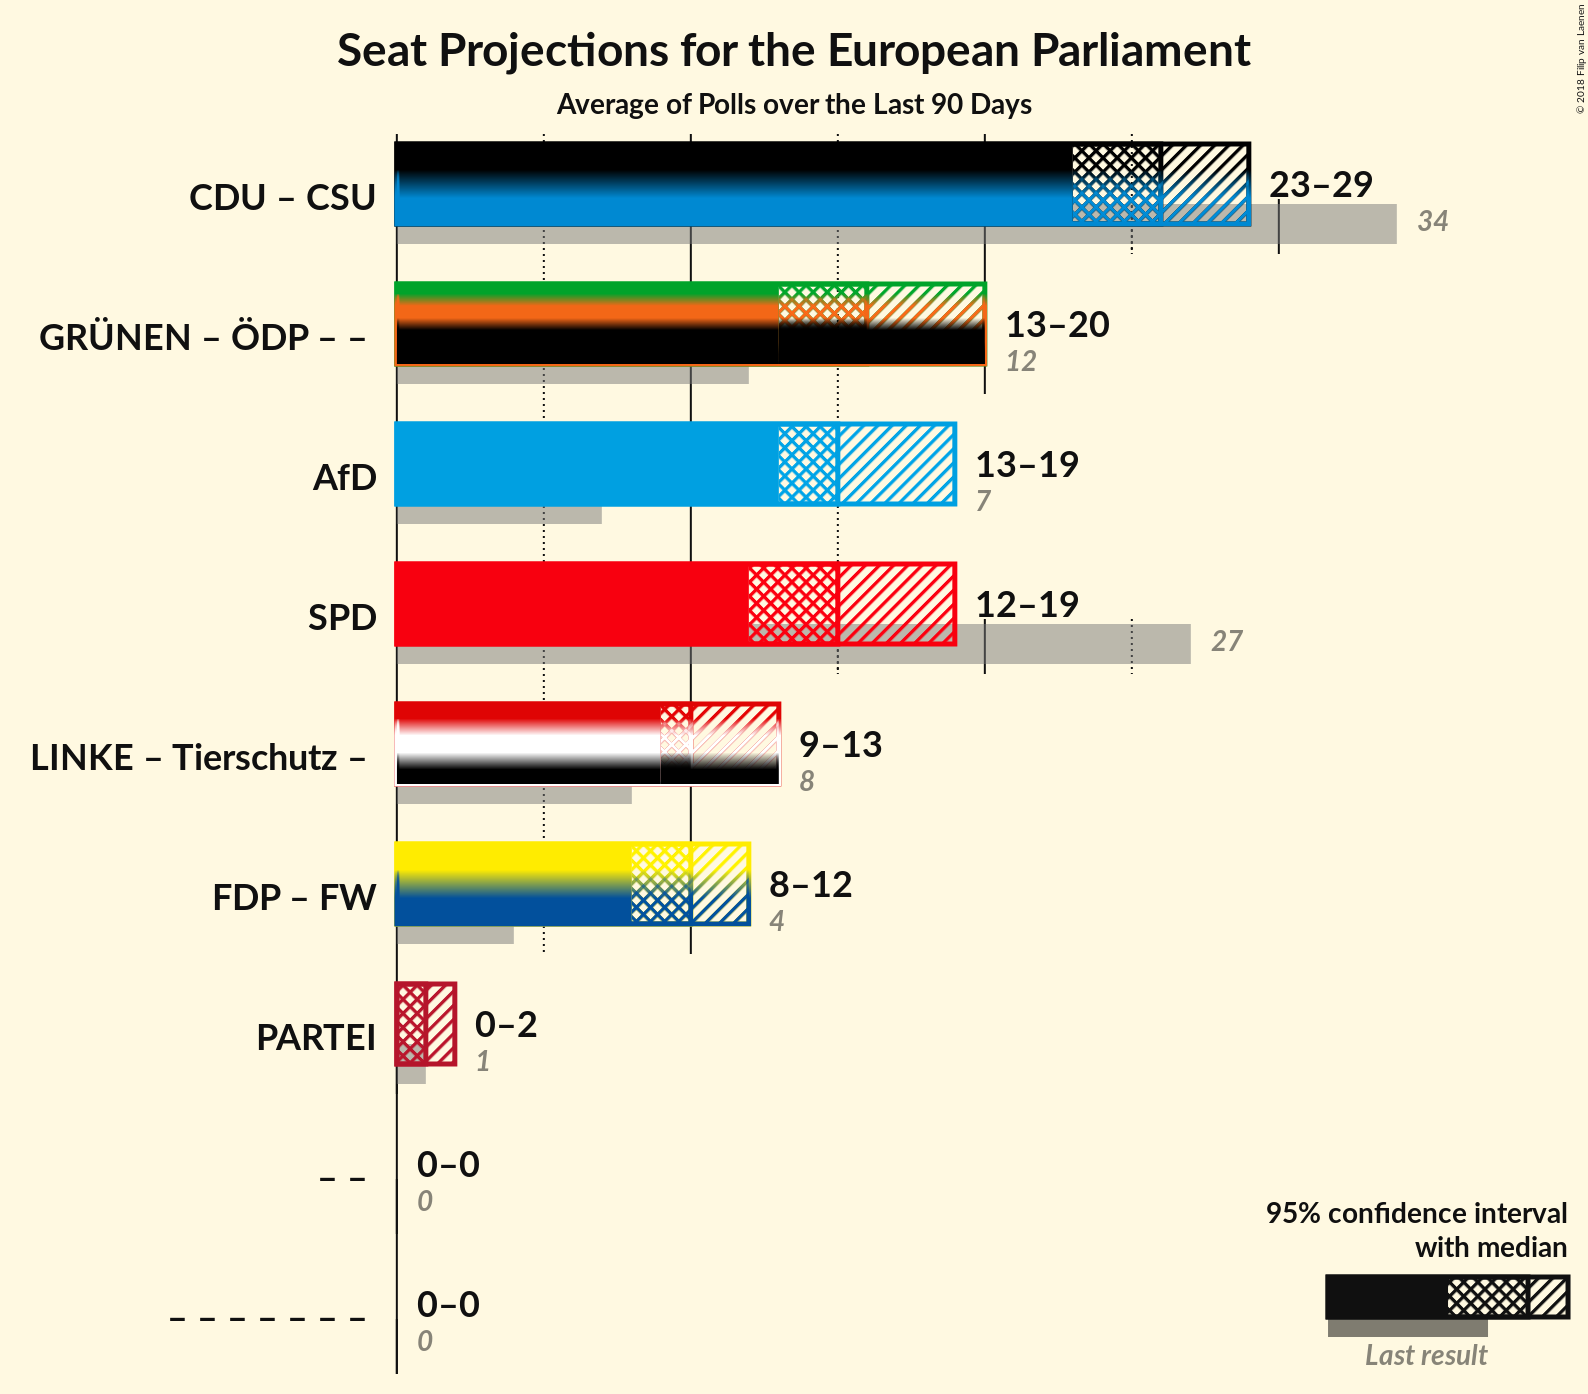 Seat Projections for the European Parliament
Average of Polls over the Last 90 Days
© 2018 Filip van Laenen
CDU – CSU
23–29
34
GRÜNEN – ÖDP – –
13–20
12
AfD
13–19
7
SPD
12–19
27
LINKE – Tierschutz –
9–13
8
FDP – FW
8–12
4
PARTEI
0–2
1
– –
0–0
0
– – – – – – –
0–0
0
95% confidence interval
with median
Last result